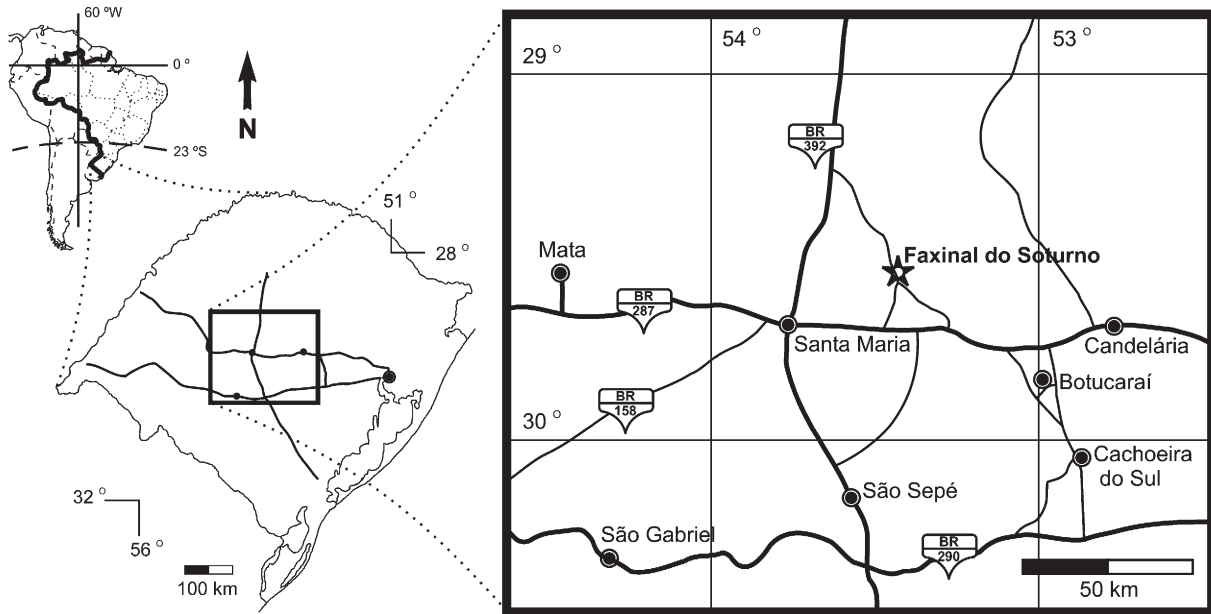 60 ºW
0 º
23 ºS
N
51 º
28 º
32 º
56 º
100 km
54 º
53 º
29 º
BR
392
Faxinal do Soturno
Mata
BR
287
Santa Maria
Candelária
Botucaraí
BR
158
30 º
Cachoeira
do Sul
São Sepé
São Gabriel
BR
290
50 km